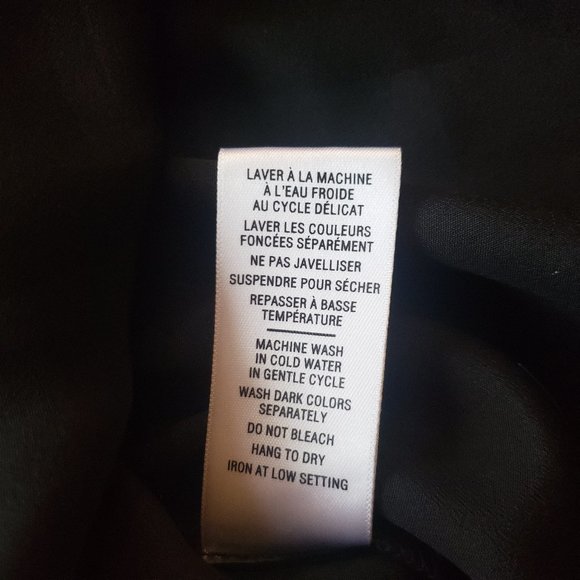 LAVER À LA MACHINE
À L'EAU FROIDE
AU CYCLE DÉLICAT
LAVER LES COULEURS
FONCÉES SÉPARÉMENT
NE PAS JAVELLISER
SUSPENDRE POUR SÉCHER
REPASSER À BASSE
TEMPÉRATURE
MACHINE WASH
IN COLD WATER
IN GENTLE CYCLE
WASH DARK COLORS
SEPARATELY
DO NOT BLEACH
HANG TO DRY
IRON AT LOW SETTING